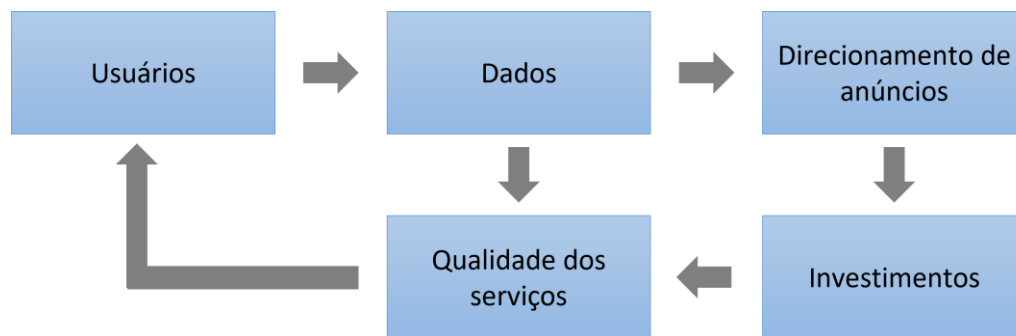 Usuários
Dados
Direcionamento de
anúncios
Qualidade dos
serviços
Investimentos